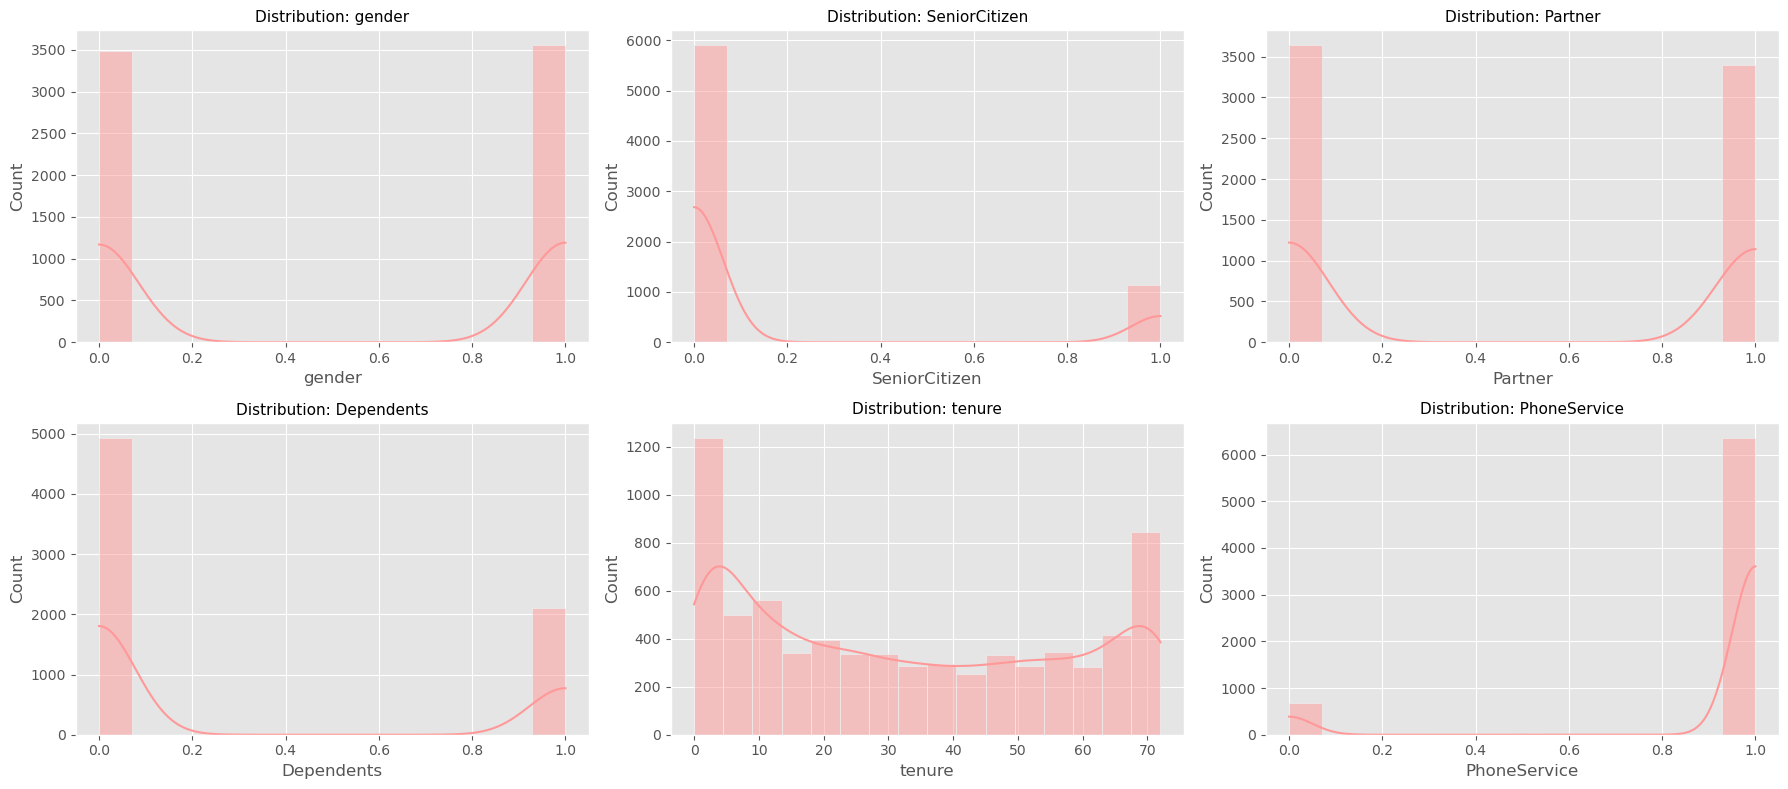 Distribution: gender
3500
3000
2500
2000
1500
1000
500
0
Count
0.0 0.2 0.4 0.6 0.8 1.0
gender
Distribution: SeniorCitizen
6000
5000
4000
3000
2000
1000
0
Count
0.0 0.2 0.4 0.6 0.8 1.0
SeniorCitizen
Distribution: Partner
3500
3000
2500
2000
1500
1000
500
0
Count
0.0 0.2 0.4 0.6 0.8 1.0
Partner
Distribution: Dependents
5000
4000
3000
2000
1000
0
Count
0.0 0.2 0.4 0.6 0.8 1.0
Dependents
Distribution: tenure
1200
1000
800
600
400
200
0
Count
0 10 20 30 40 50 60 70
tenure
Distribution: PhoneService
6000
5000
4000
3000
2000
1000
0
Count
0.0 0.2 0.4 0.6 0.8 1.0
PhoneService